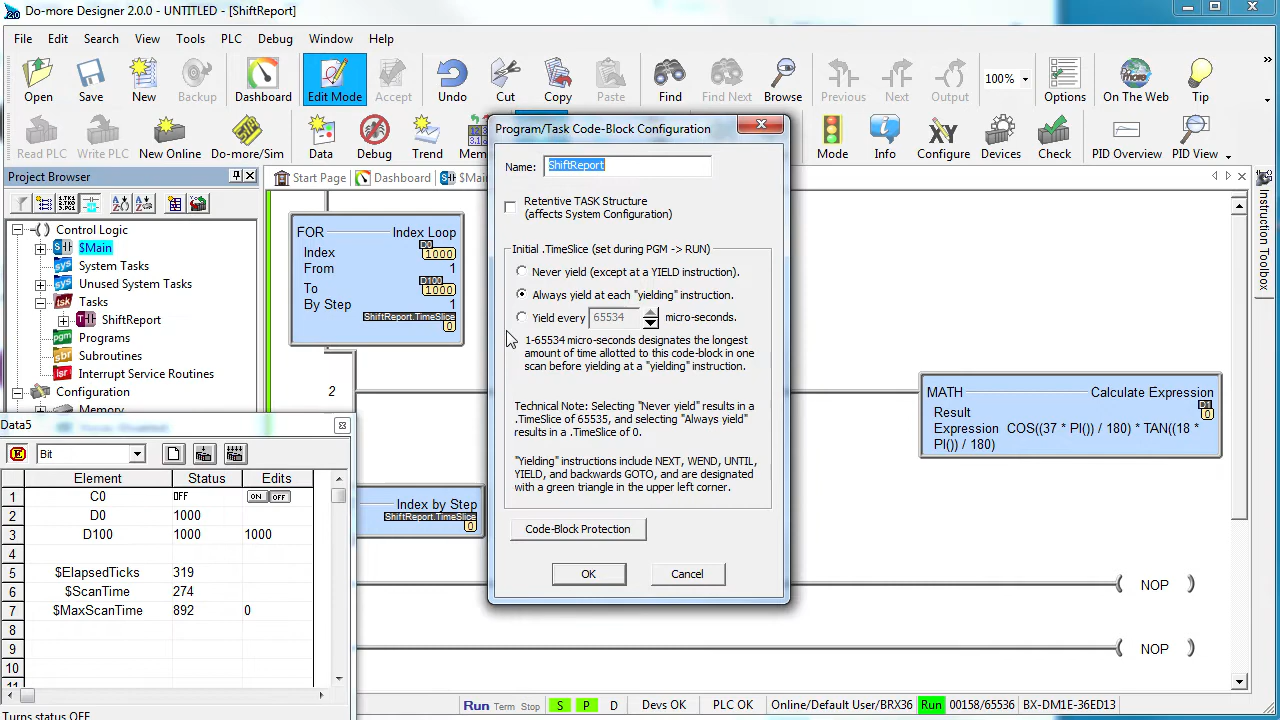 Do-more Designer 2.0.0 - UNTITLED - [ShiftReport]
File Edit Search View Tools PLC Debug Window Help
Open Save New Backup Dashboard Edit Mode Accept Undo Cut Copy Paste Find Find Next Browse Previous Next Output 100% Options On The Web Tip
Read PLC Write PLC New Online Do-more/Sim Data Debug Trend Mode Info Configure Devices Check PID Overview PID View
Project Browser
Start Page Dashboard
Control Logic
$Main
System Tasks
Unused System Tasks
Tasks
ShiftReport
Programs
Subroutines
Interrupt Service Routines
Configuration
Memory
FOR Index Loop
Index D0 1000
From 1
To D100 1000
By Step 1
ShiftReport.TimeSlice
0
2
Program/Task Code-Block Configuration
Name: ShiftReport
Retentive TASK Structure
(affects System Configuration)
Initial .TimeSlice (set during PGM -> RUN)
Never yield (except at a YIELD instruction).
Always yield at each "yielding" instruction.
Yield every 65534 micro-seconds.
1-65534 micro-seconds designates the longest
amount of time allotted to this code-block in one
scan before yielding at a "yielding" instruction.
Technical Note: Selecting "Never yield" results in a
.TimeSlice of 65535, and selecting "Always yield"
results in a .TimeSlice of 0.
"Yielding" instructions include NEXT, WEND, UNTIL,
YIELD, and backwards GOTO, and are designated
with a green triangle in the upper left corner.
Code-Block Protection
OK Cancel
MATH Calculate Expression
D1
Result 0
Expression COS((37 * PI()) / 180) * TAN((18 *
PI()) / 180)
Index by Step
ShiftReport.TimeSlice
0
NOP
NOP
Instruction Toolbox
Data5
Bit
Element Status Edits
1 C0 OFF ON OFF
2 D0 1000
3 D100 1000 1000
4
5 $ElapsedTicks 319
6 $ScanTime 274
7 $MaxScanTime 892 0
8
9
10
Turns status OFF
Run Term Stop S P D Devs OK PLC OK Online/Default User/BRX36 Run 00158/65536 BX-DM1E-36ED13